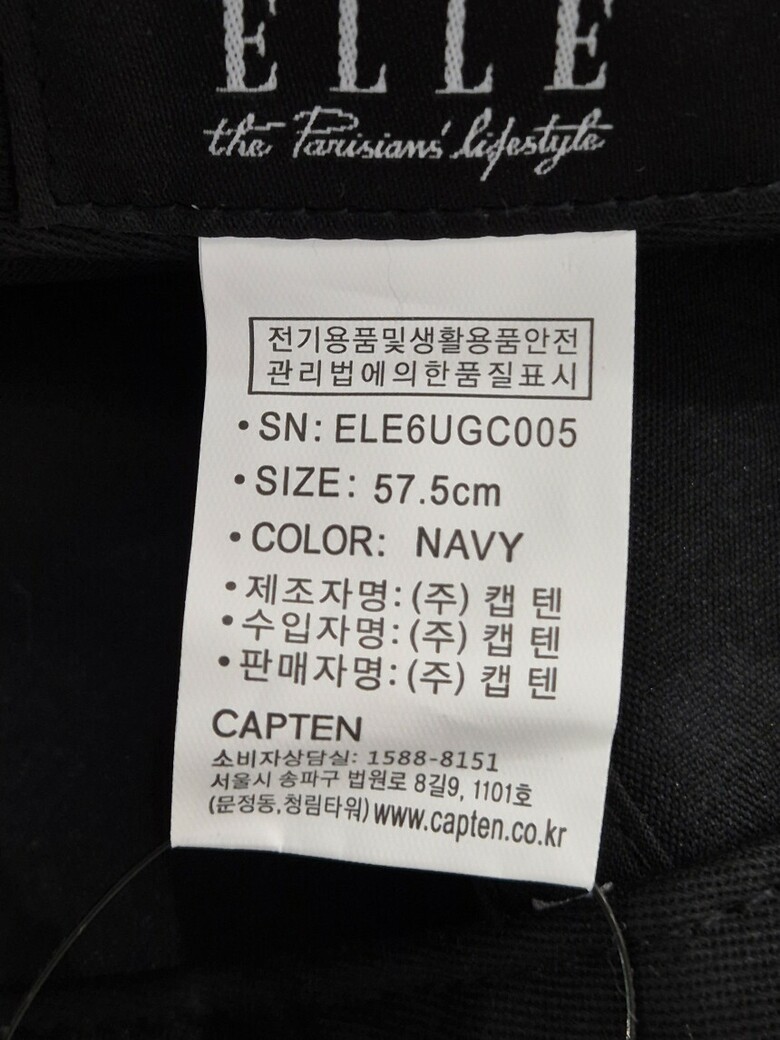 ELLE
the Parisians' lifestyle
전기용품및생활용품안전
관리법에의한품질표시
•SN: ELE6UGC005
•SIZE: 57.5cm
•COLOR: NAVY
•제조자명:(주) 캡 텐
•수입자명:(주) 캡 텐
•판매자명:(주) 캡 텐
CAPTEN
소비자상담실: 1588-8151
서울시 송파구 법원로 8길9, 1101호
(문정동,청림타워) www.capten.co.kr